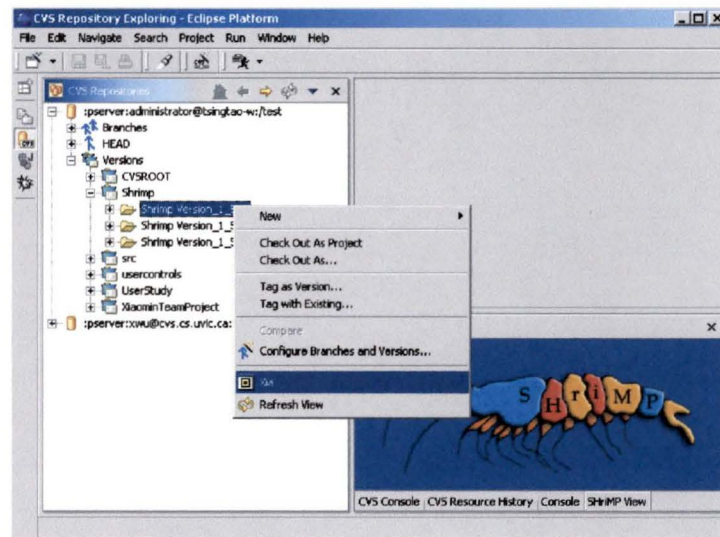 CVS Repository Exploring - Eclipse Platform
File Edit Navigate Search Project Run Window Help
CVS Repositories
:pserver:administrator@tsingtao-w:/test
Branches
HEAD
Versions
CVSROOT
Shrimp
Shrimp Version_1_
Shrimp Version_1_
Shrimp Version_1_
src
usercontrols
UserStudy
XiaominTeamProject
:pserver:xwu@cvs.cs.uvic.ca:
New
Check Out As Project
Check Out As...
Tag as Version...
Tag with Existing...
Compare
Configure Branches and Versions...
Xia
Refresh View
SHriMP
CVS Console CVS Resource History Console SHriMP View
CVS